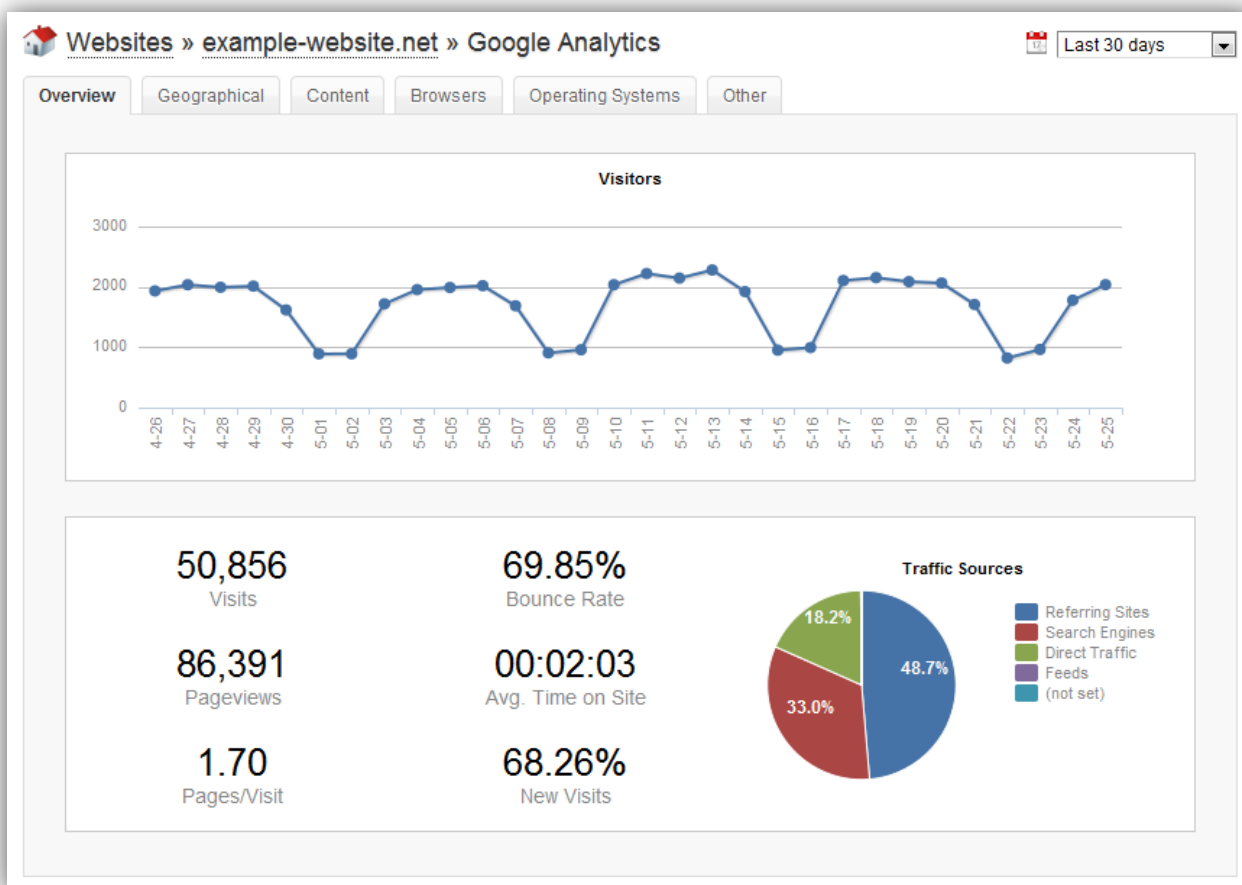 Websites » example-website.net » Google Analytics
12
Last 30 days
Overview Geographical Content Browsers Operating Systems Other
Visitors
3000
2000
1000
0
4-26 4-27 4-28 4-29 4-30 5-01 5-02 5-03 5-04 5-05 5-06 5-07 5-08 5-09 5-10 5-11 5-12 5-13 5-14 5-15 5-16 5-17 5-18 5-19 5-20 5-21 5-22 5-23 5-24 5-25
50,856
Visits
69.85%
Bounce Rate
86,391
Pageviews
00:02:03
Avg. Time on Site
1.70
Pages/Visit
68.26%
New Visits
Traffic Sources
18.2%
48.7%
33.0%
Referring Sites
Search Engines
Direct Traffic
Feeds
(not set)